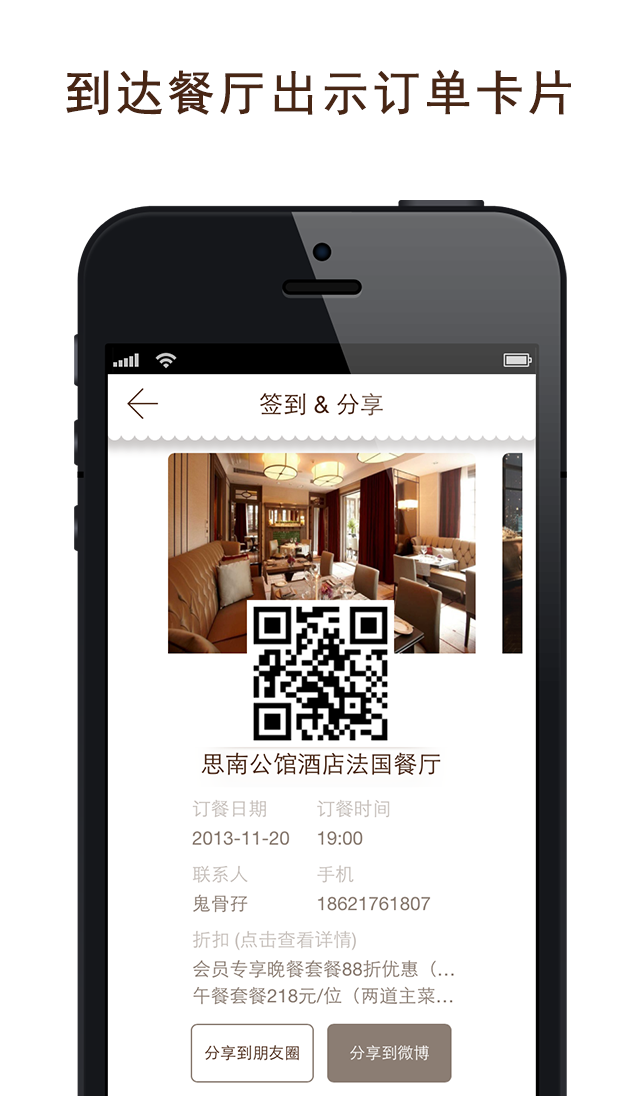 到达餐厅出示订单卡片
签到 & 分享
思南公馆酒店法国餐厅
订餐日期 订餐时间
2013-11-20 19:00
联系人 手机
鬼骨孖 18621761807
折扣 (点击查看详情)
会员专享晚餐套餐88折优惠（...
午餐套餐218元/位（两道主菜...
分享到朋友圈 分享到微博